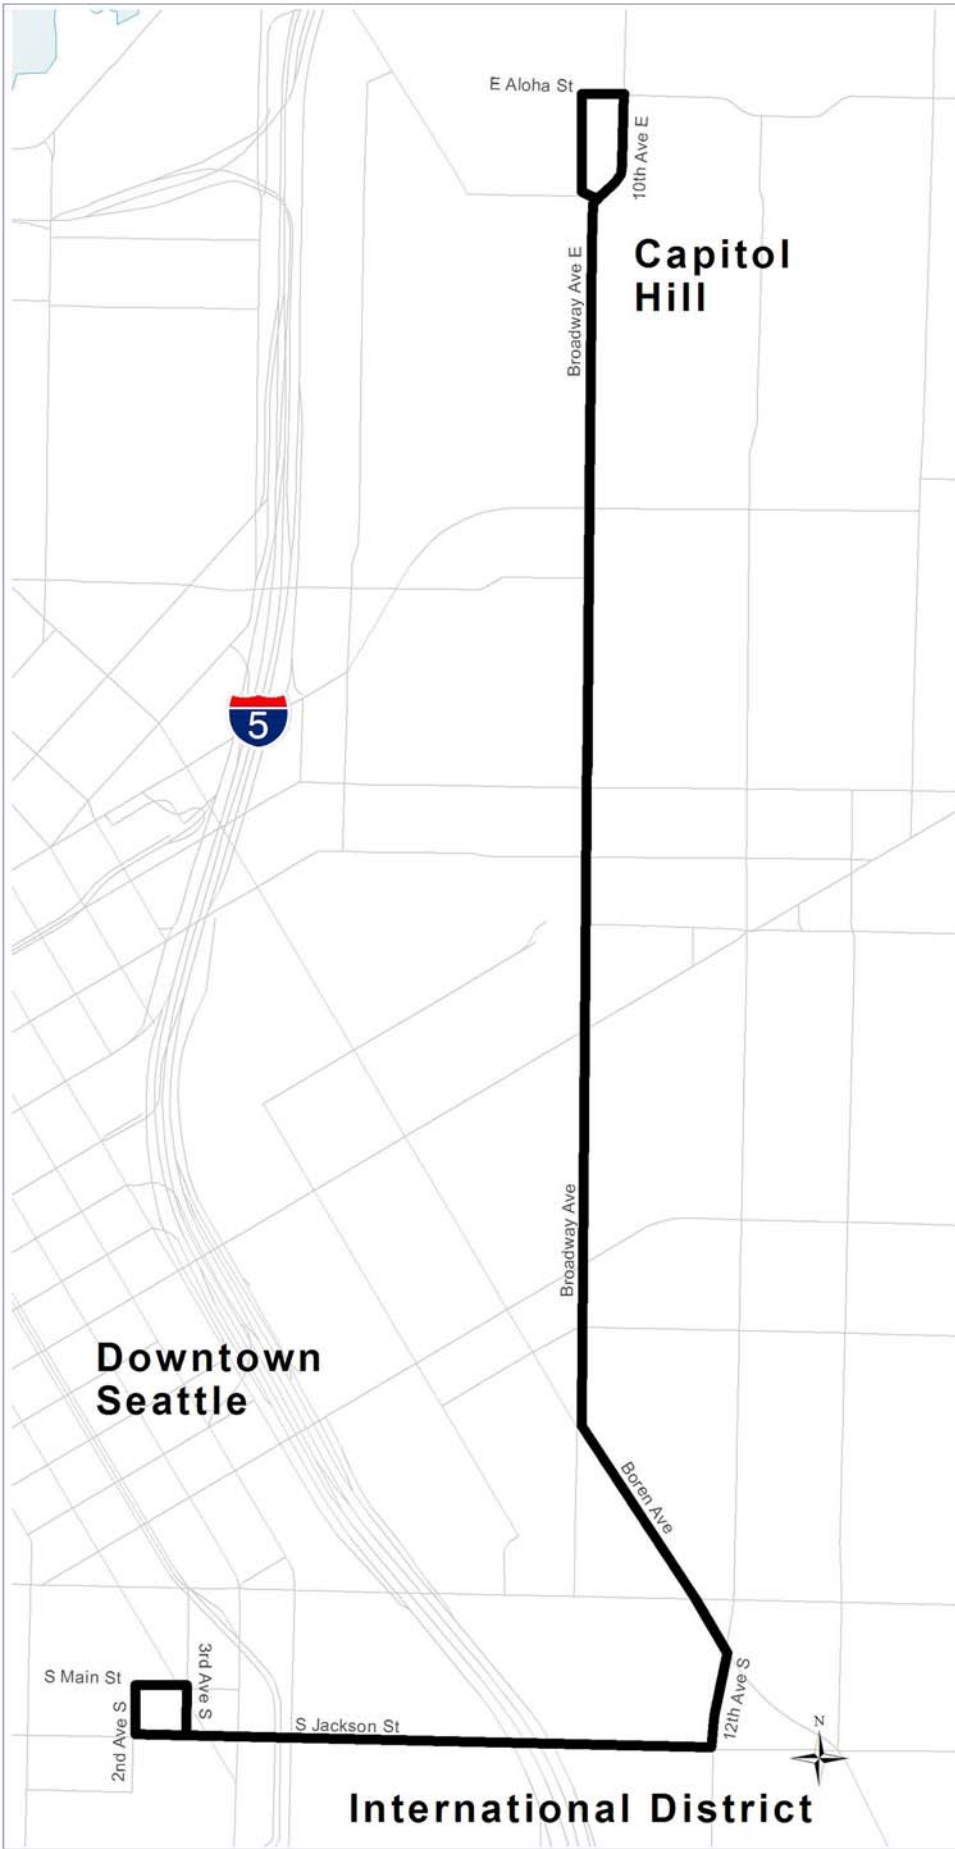 E Aloha St
10th Ave E
Capitol
Hill
Broadway Ave E
5
Broadway Ave
Downtown
Seattle
Boren Ave
S Main St
3rd Ave S
2nd Ave S
S Jackson St
12th Ave S
N
International District